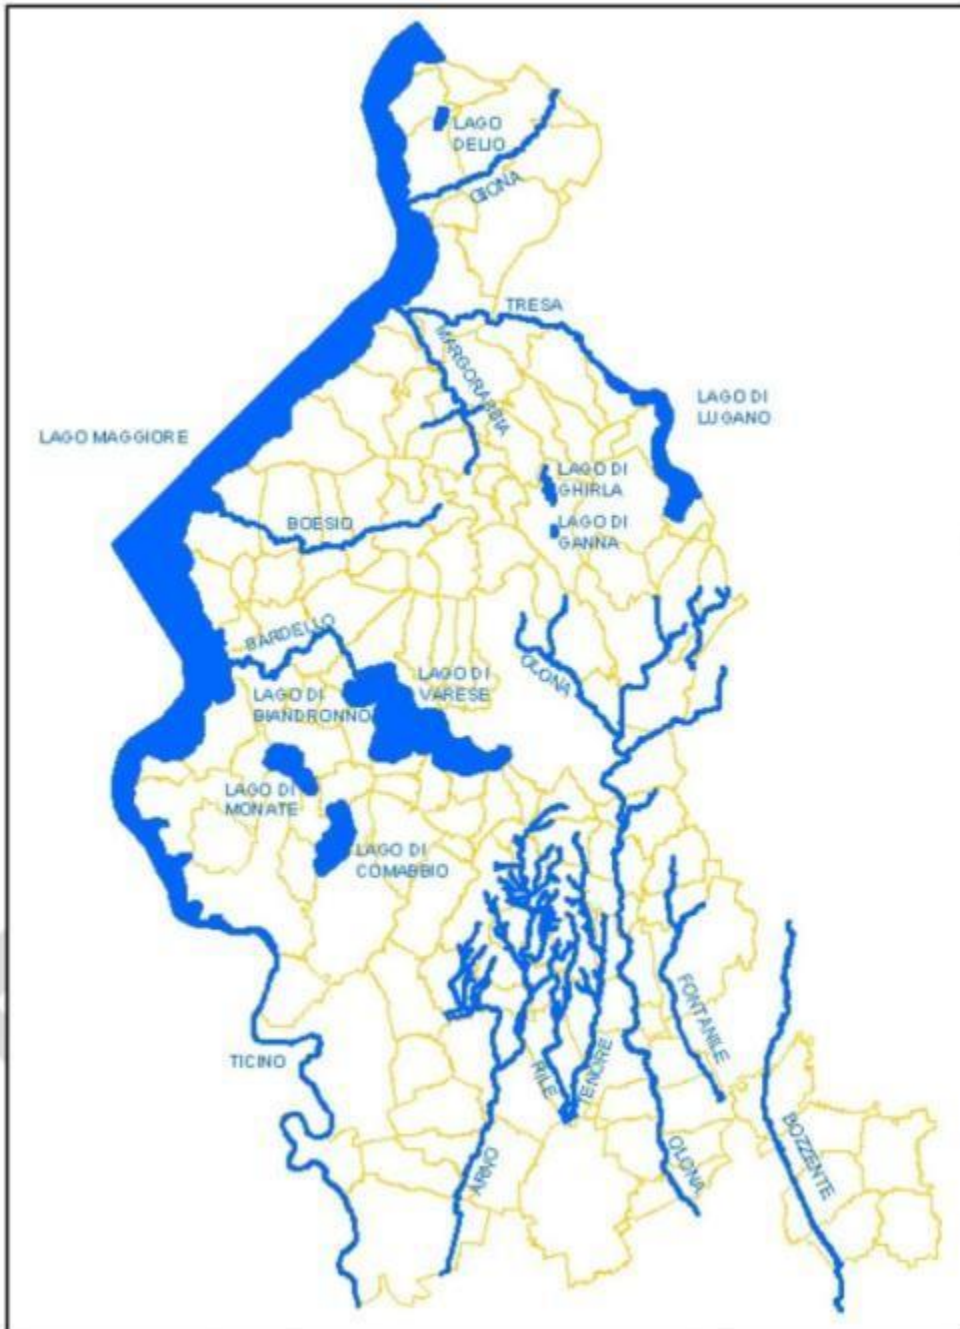 LAGO
DELIO
GIONA
TRESA
MARGORABBIA
LAGO DI
LUGANO
LAGO MAGGIORE
LAGO DI
GHIRLA
LAGO DI
GANNA
BOESIO
BARDELLO
OLONA
LAGO DI
VARESE
LAGO DI
BIANDRONNO
LAGO DI
MONATE
LAGO DI
COMABBIO
TICINO
FONTANILE
RILE
TENORE
ARNO
OLONA
BOZZENTE